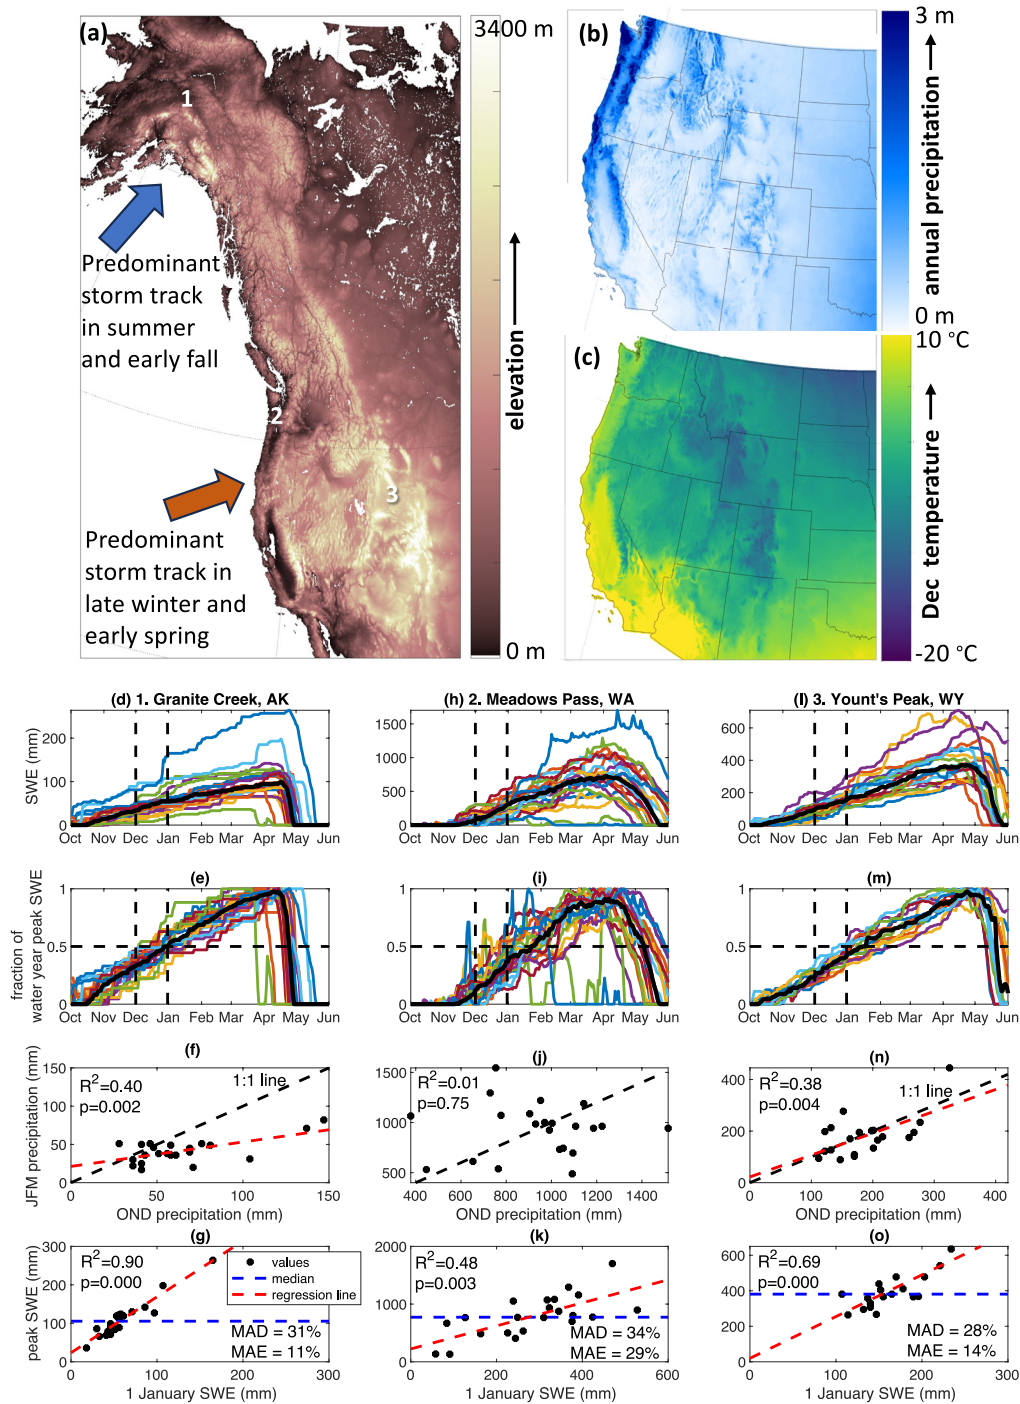 (a)
1
2
3
Predominant
storm track
in summer
and early fall
Predominant
storm track in
late winter and
early spring
3400 m
elevation
0 m
(b)
3 m
annual precipitation
0 m
(c)
10 °C
Dec temperature
-20 °C
(d) 1. Granite Creek, AK
SWE (mm)
200
100
0
Oct Nov Dec Jan Feb Mar Apr May Jun
(h) 2. Meadows Pass, WA
1500
1000
500
0
Oct Nov Dec Jan Feb Mar Apr May Jun
(l) 3. Yount's Peak, WY
600
400
200
0
Oct Nov Dec Jan Feb Mar Apr May Jun
(e)
fraction of
water year peak SWE
1
0.5
0
Oct Nov Dec Jan Feb Mar Apr May Jun
(i)
1
0.5
0
Oct Nov Dec Jan Feb Mar Apr May Jun
(m)
1
0.5
0
Oct Nov Dec Jan Feb Mar Apr May Jun
(f)
JFM precipitation (mm)
150
100
50
0
R2=0.40
p=0.002
1:1 line
0 50 100 150
OND precipitation (mm)
(j)
1500
1000
500
R2=0.01
p=0.75
400 600 800 1000 1200 1400
OND precipitation (mm)
(n)
400
200
0
R2=0.38
p=0.004
1:1 line
0 100 200 300 400
OND precipitation (mm)
(g)
peak SWE (mm)
300
200
100
0
R2=0.90
p=0.000
values
median
regression line
MAD = 31%
MAE = 11%
0 50 100 150 200 250 300
1 January SWE (mm)
(k)
2000
1000
0
R2=0.48
p=0.003
MAD = 34%
MAE = 29%
0 200 400 600
1 January SWE (mm)
(o)
600
400
200
0
R2=0.69
p=0.000
MAD = 28%
MAE = 14%
0 100 200 300
1 January SWE (mm)